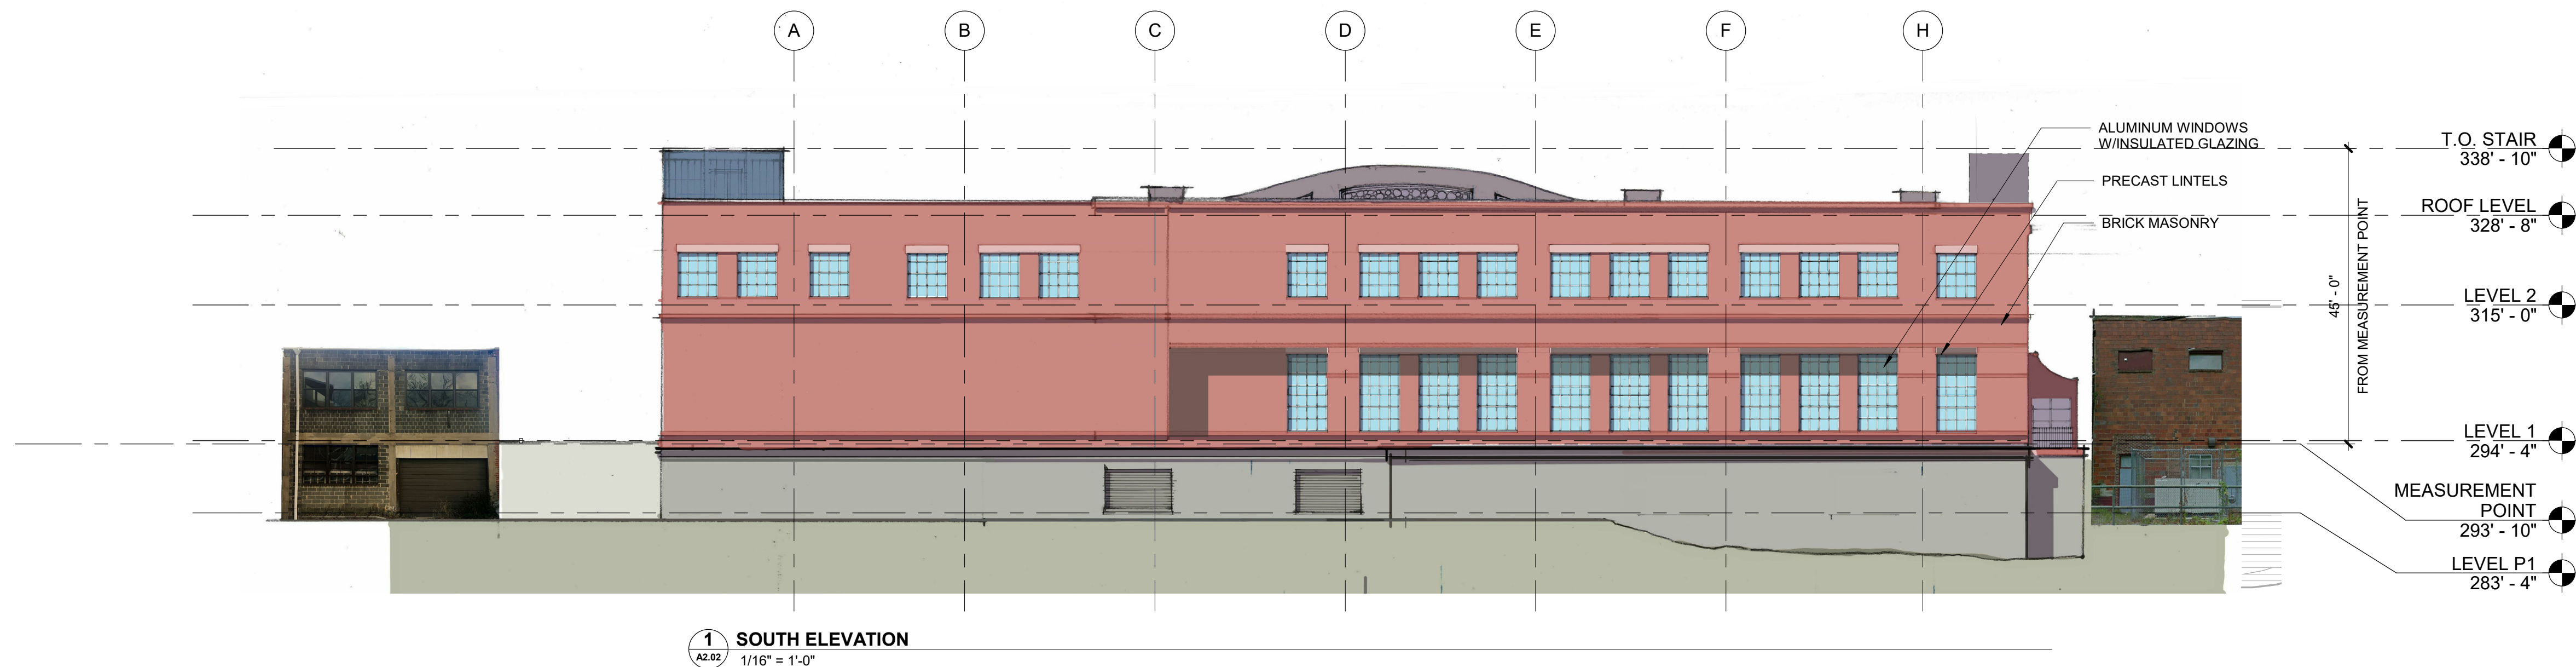 A
B
C
D
E
F
H
ALUMINUM WINDOWS
W/INSULATED GLAZING
PRECAST LINTELS
BRICK MASONRY
45' - 0"
FROM MEASUREMENT POINT
T.O. STAIR
338' - 10"
ROOF LEVEL
328' - 8"
LEVEL 2
315' - 0"
LEVEL 1
294' - 4"
MEASUREMENT
POINT
293' - 10"
LEVEL P1
283' - 4"
1
A2.02
SOUTH ELEVATION
1/16" = 1'-0"